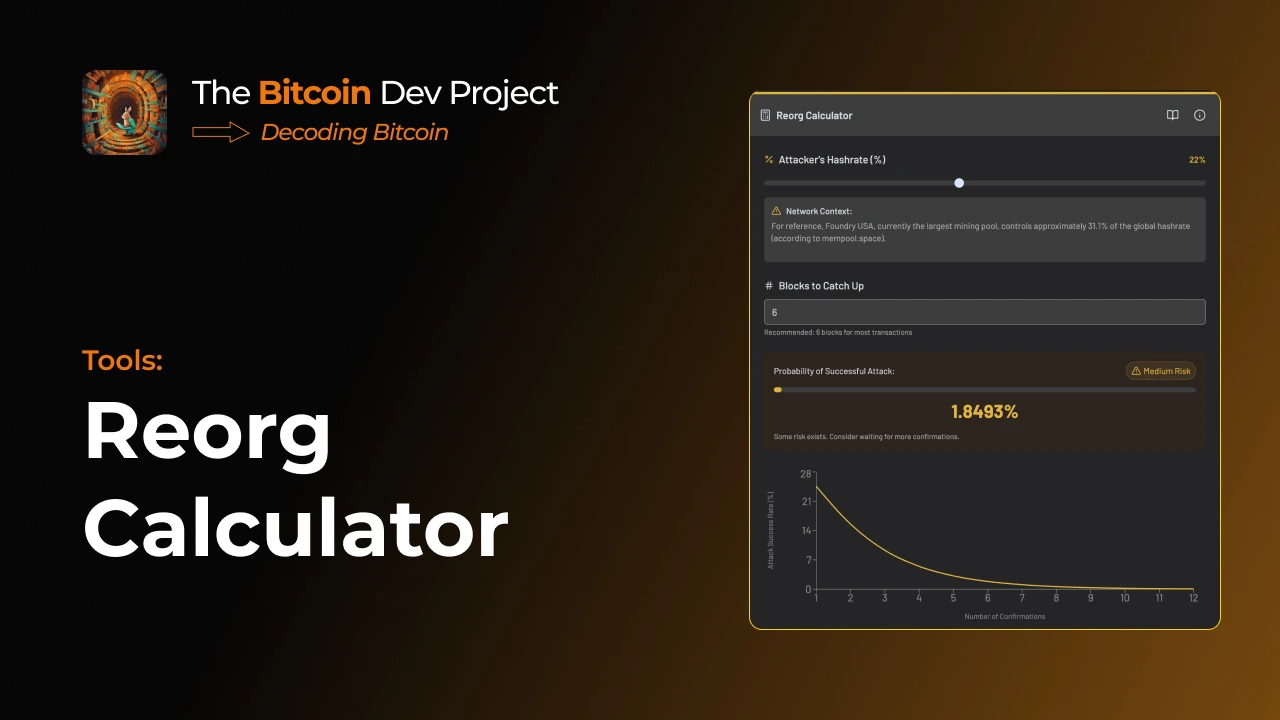 The Bitcoin Dev Project
Decoding Bitcoin
Tools:
Reorg
Calculator
Reorg Calculator
Attacker's Hashrate (%)
22%
Network Context:
For reference, Foundry USA, currently the largest mining pool, controls approximately 31.1% of the global hashrate
(according to mempool.space).
# Blocks to Catch Up
6
Recommended: 6 blocks for most transactions
Probability of Successful Attack:
Medium Risk
1.8493%
Some risk exists. Consider waiting for more confirmations.
Attack Success Rate (%)
28
21
14
7
0
1 2 3 4 5 6 7 8 9 10 11 12
Number of Confirmations